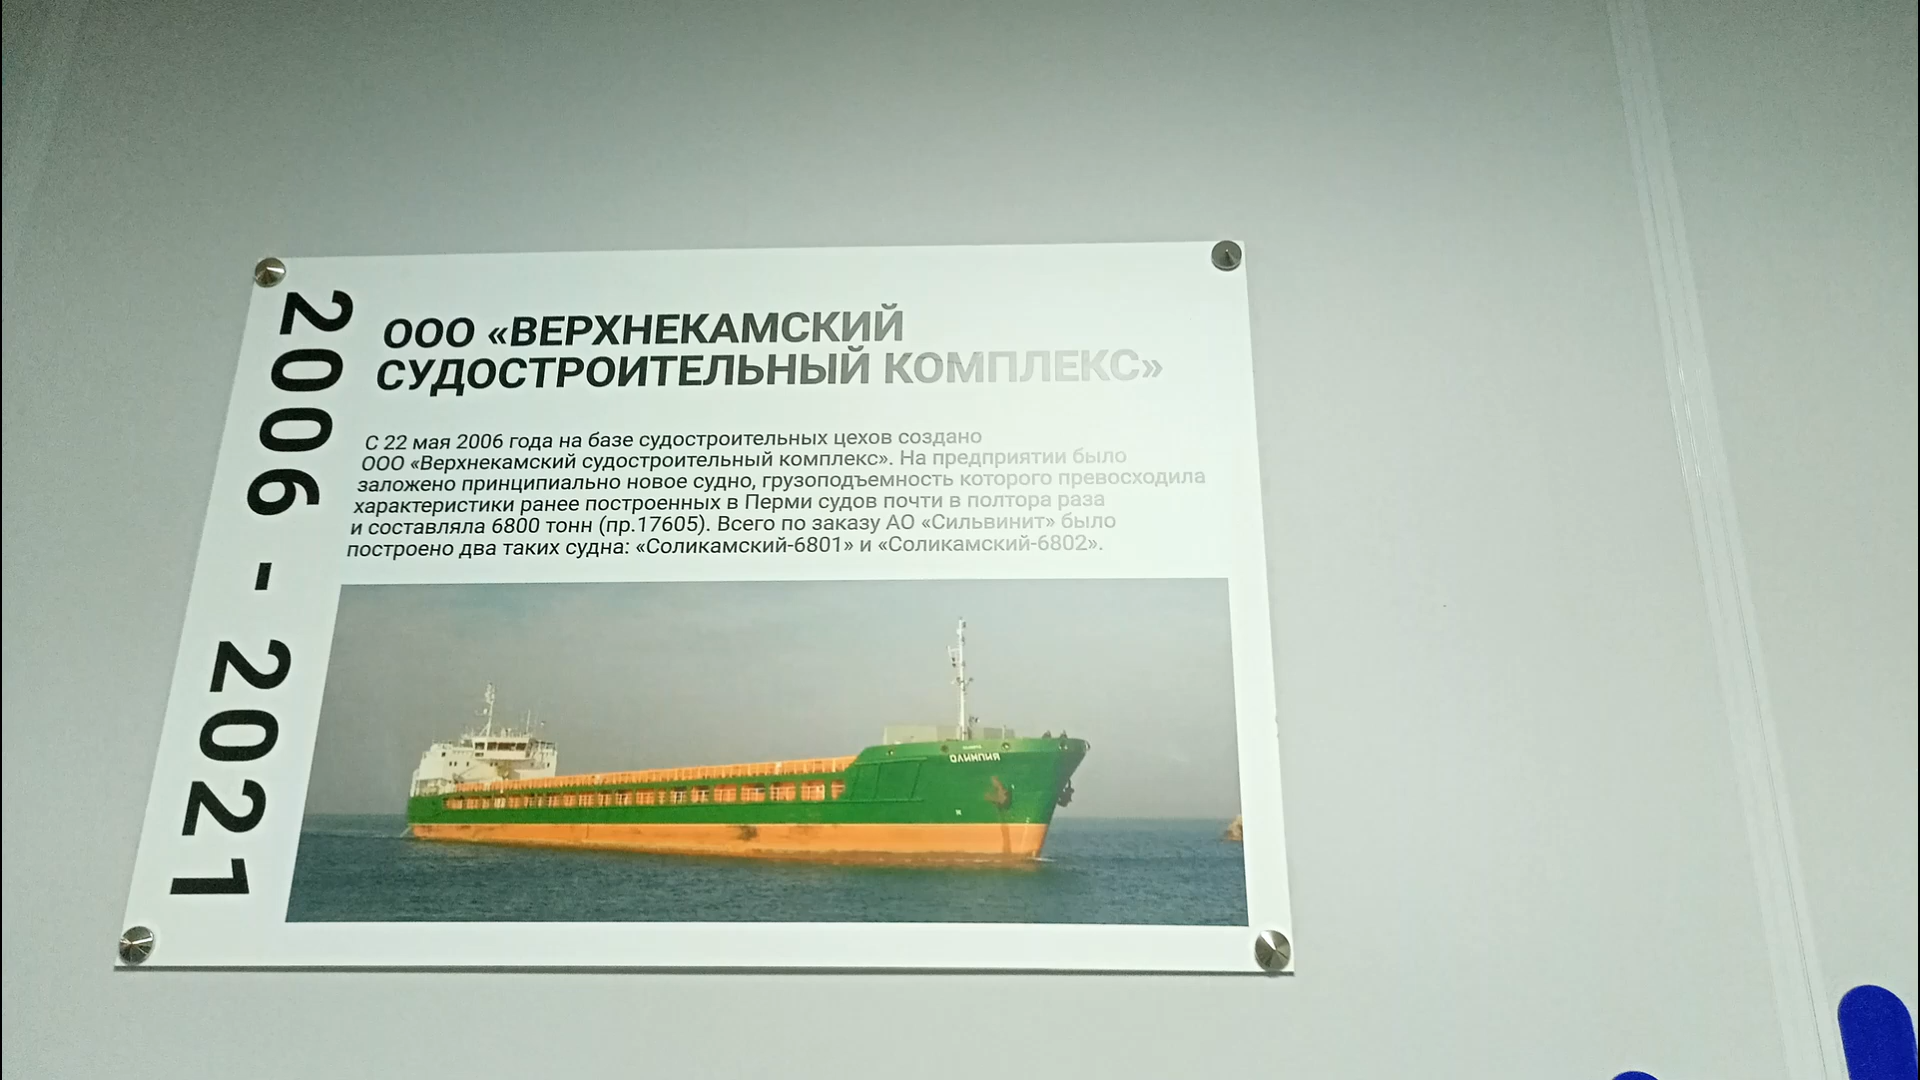 2006 - 2021
ООО «ВЕРХНЕКАМСКИЙ
СУДОСТРОИТЕЛЬНЫЙ КОМПЛЕКС»
С 22 мая 2006 года на базе судостроительных цехов создано
ООО «Верхнекамский судостроительный комплекс». На предприятии было
заложено принципиально новое судно, грузоподъемность которого превосходила
характеристики ранее построенных в Перми судов почти в полтора раза
и составляла 6800 тонн (пр.17605). Всего по заказу АО «Сильвинит» было
построено два таких судна: «Соликамский-6801» и «Соликамский-6802».
ОЛИМПИЯ